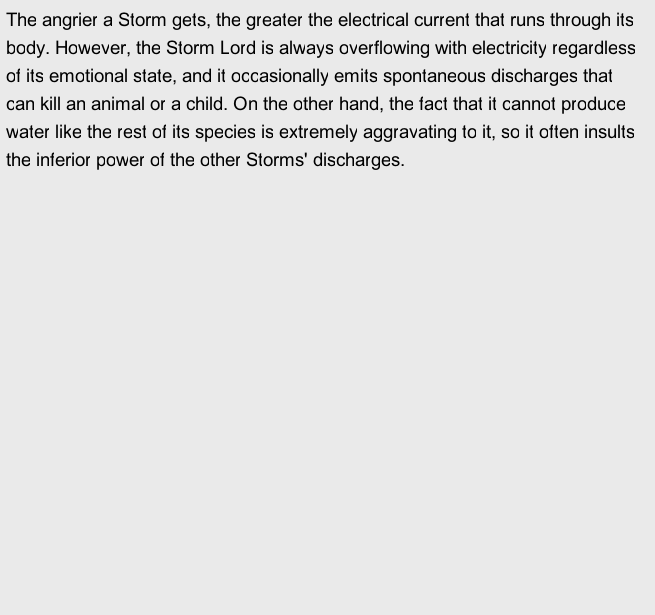 The angrier a Storm gets, the greater the electrical current that runs through its
body. However, the Storm Lord is always overflowing with electricity regardless
of its emotional state, and it occasionally emits spontaneous discharges that
can kill an animal or a child. On the other hand, the fact that it cannot produce
water like the rest of its species is extremely aggravating to it, so it often insults
the inferior power of the other Storms' discharges.